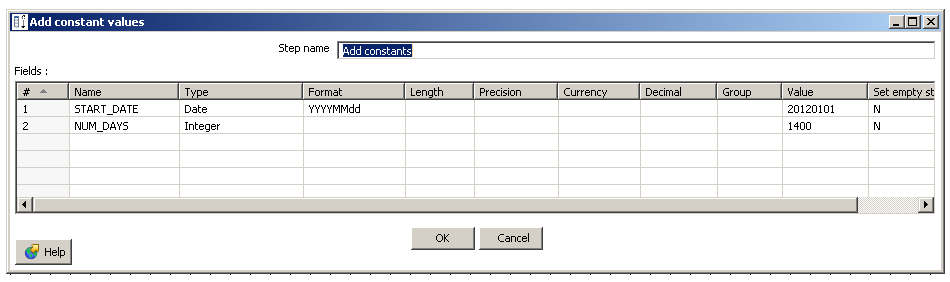 Add constant values
Step name Add constants
Fields :
# Name Type Format Length Precision Currency Decimal Group Value Set empty st
1 START_DATE Date YYYYMMdd 20120101 N
2 NUM_DAYS Integer 1400 N
OK Cancel
Help